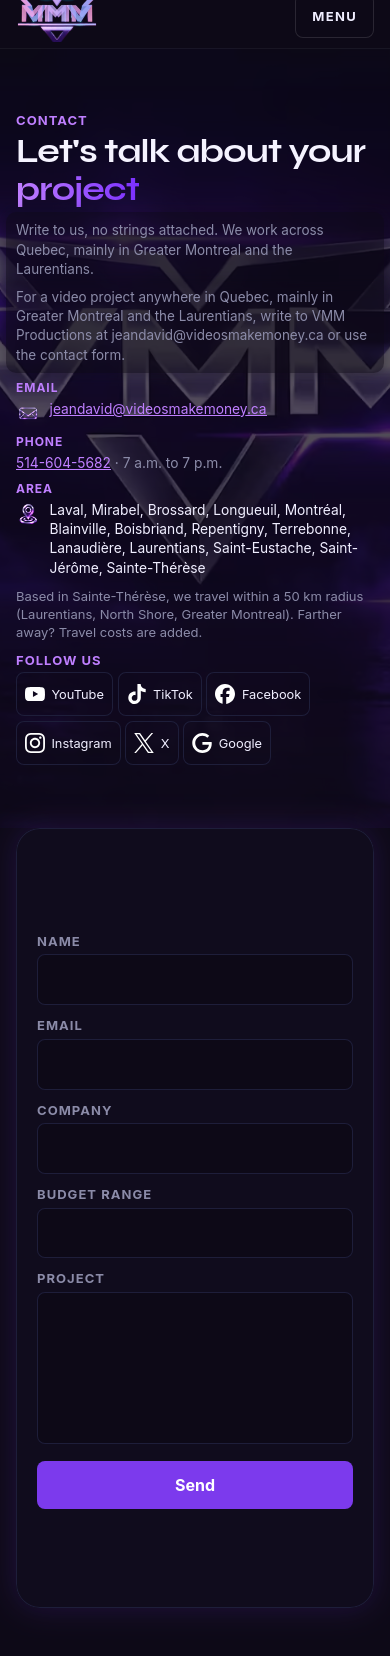 MMM
MENU
CONTACT
Let's talk about your
project
Write to us, no strings attached. We work across
Quebec, mainly in Greater Montreal and the
Laurentians.
For a video project anywhere in Quebec, mainly in
Greater Montreal and the Laurentians, write to VMM
Productions at jeandavid@videosmakemoney.ca or use
the contact form.
EMAIL
jeandavid@videosmakemoney.ca
PHONE
514-604-5682 · 7 a.m. to 7 p.m.
AREA
Laval, Mirabel, Brossard, Longueuil, Montréal,
Blainville, Boisbriand, Repentigny, Terrebonne,
Lanaudière, Laurentians, Saint-Eustache, Saint-
Jérôme, Sainte-Thérèse
Based in Sainte-Thérèse, we travel within a 50 km radius
(Laurentians, North Shore, Greater Montreal). Farther
away? Travel costs are added.
FOLLOW US
YouTube TikTok Facebook
Instagram X Google
NAME
EMAIL
COMPANY
BUDGET RANGE
PROJECT
Send